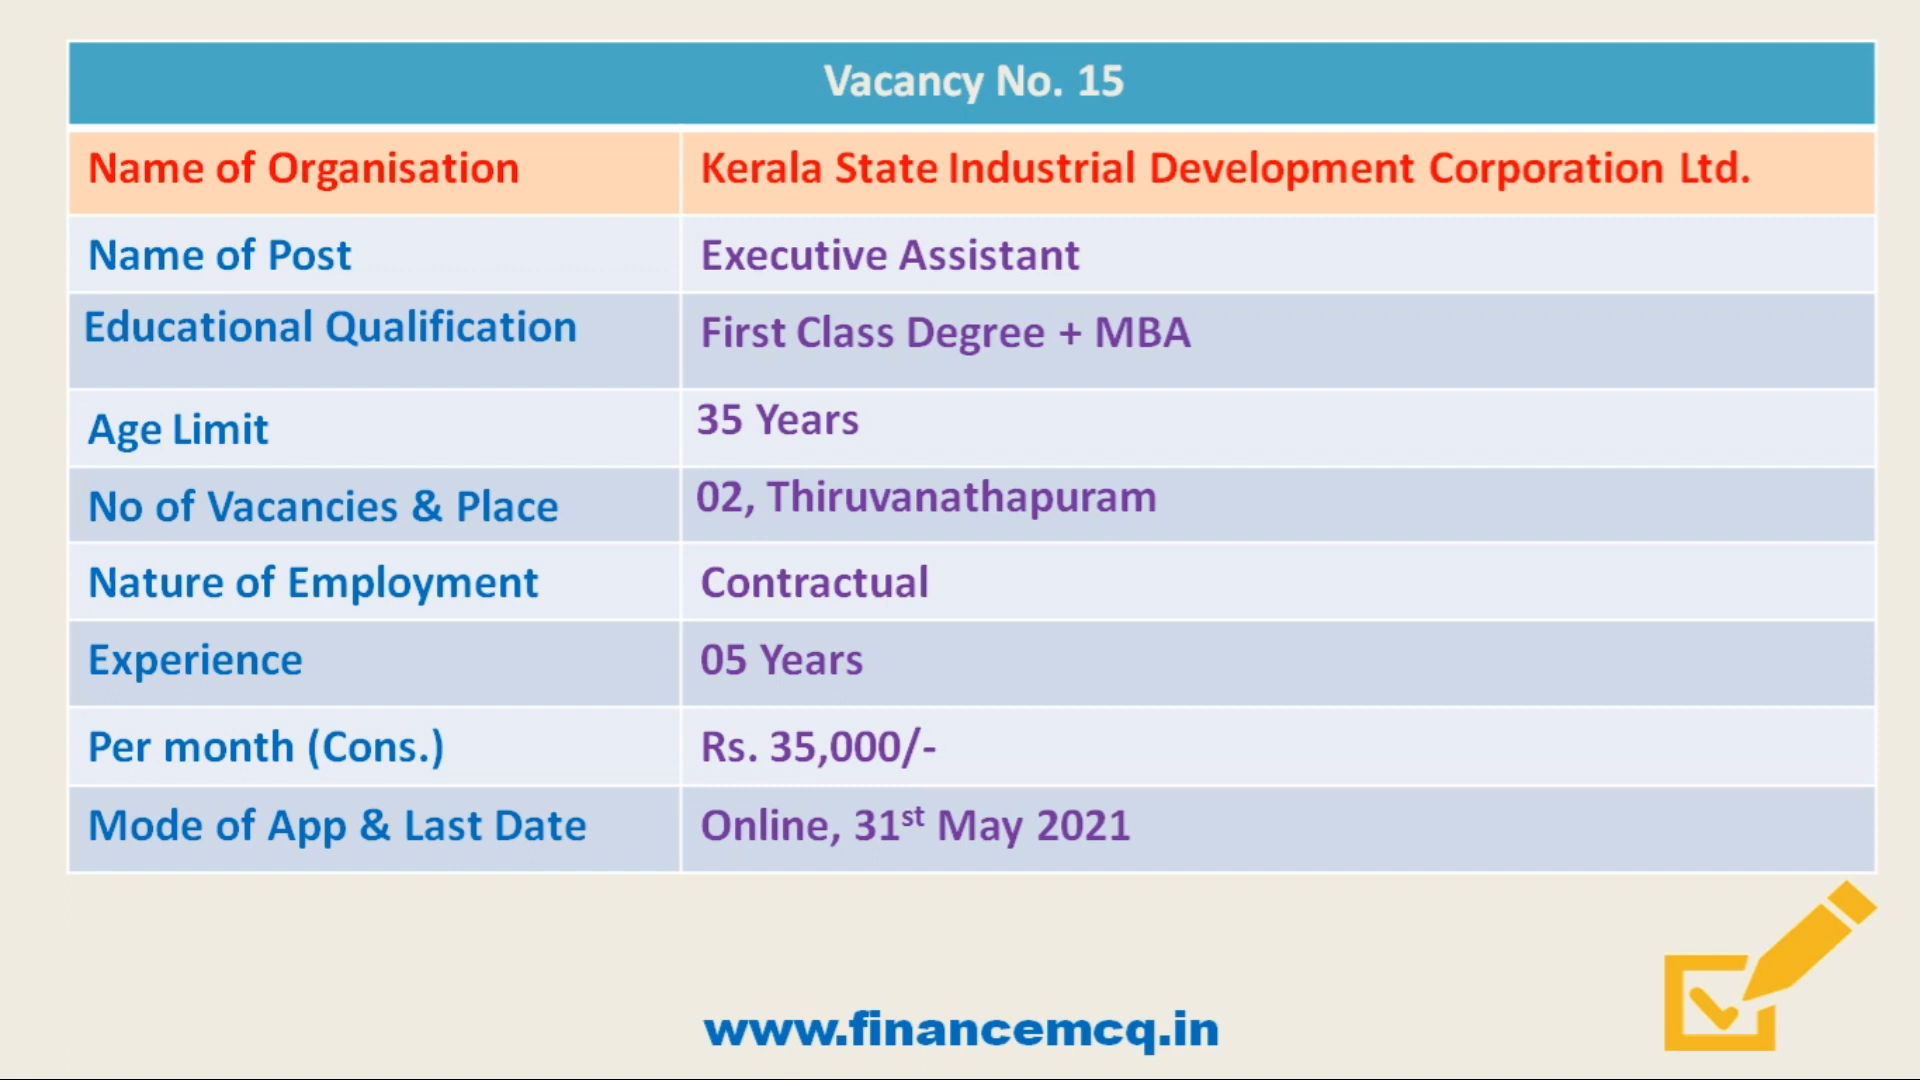 Vacancy No. 15
Name of Organisation Kerala State Industrial Development Corporation Ltd.
Name of Post Executive Assistant
Educational Qualification First Class Degree + MBA
Age Limit 35 Years
No of Vacancies & Place 02, Thiruvanathapuram
Nature of Employment Contractual
Experience 05 Years
Per month (Cons.) Rs. 35,000/-
Mode of App & Last Date Online, 31st May 2021
www.financemcq.in